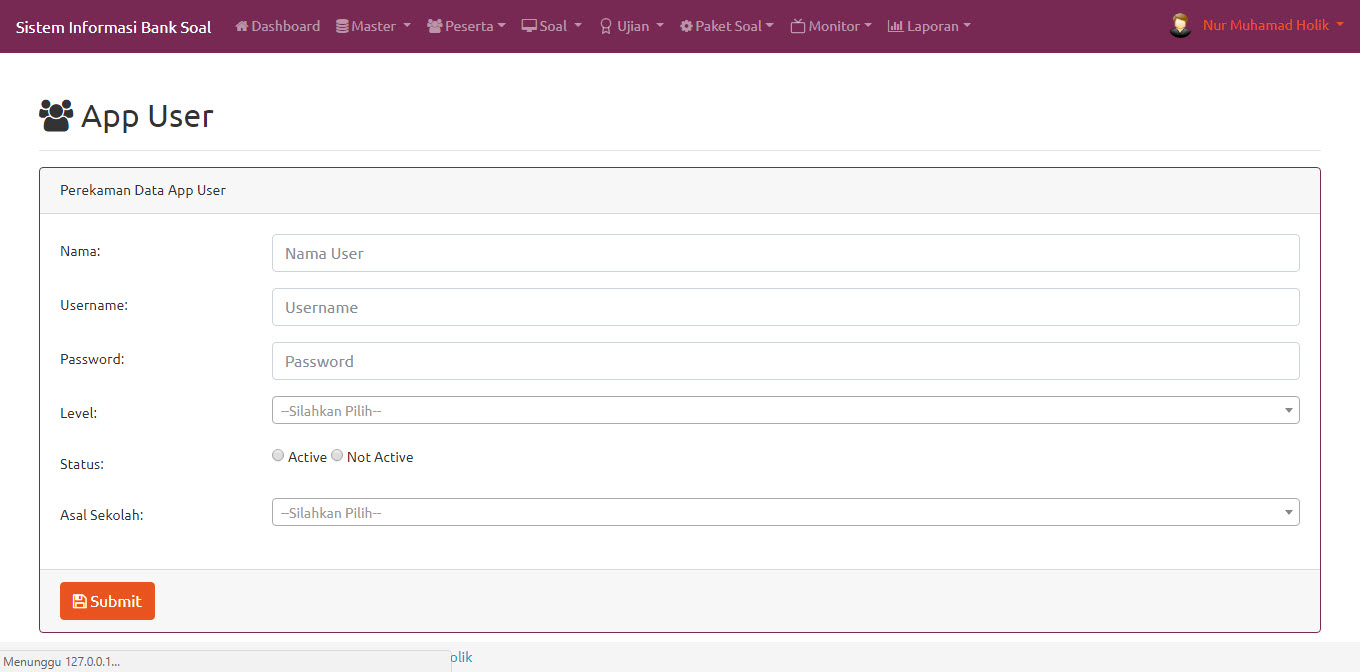 Sistem Informasi Bank Soal Dashboard Master Peserta Soal Ujian Paket Soal Monitor Laporan Nur Muhamad Holik
App User
Perekaman Data App User
Nama: Nama User
Username: Username
Password: Password
Level: --Silahkan Pilih--
Status: Active Not Active
Asal Sekolah: --Silahkan Pilih--
Submit
Menunggu 127.0.0.1... olik